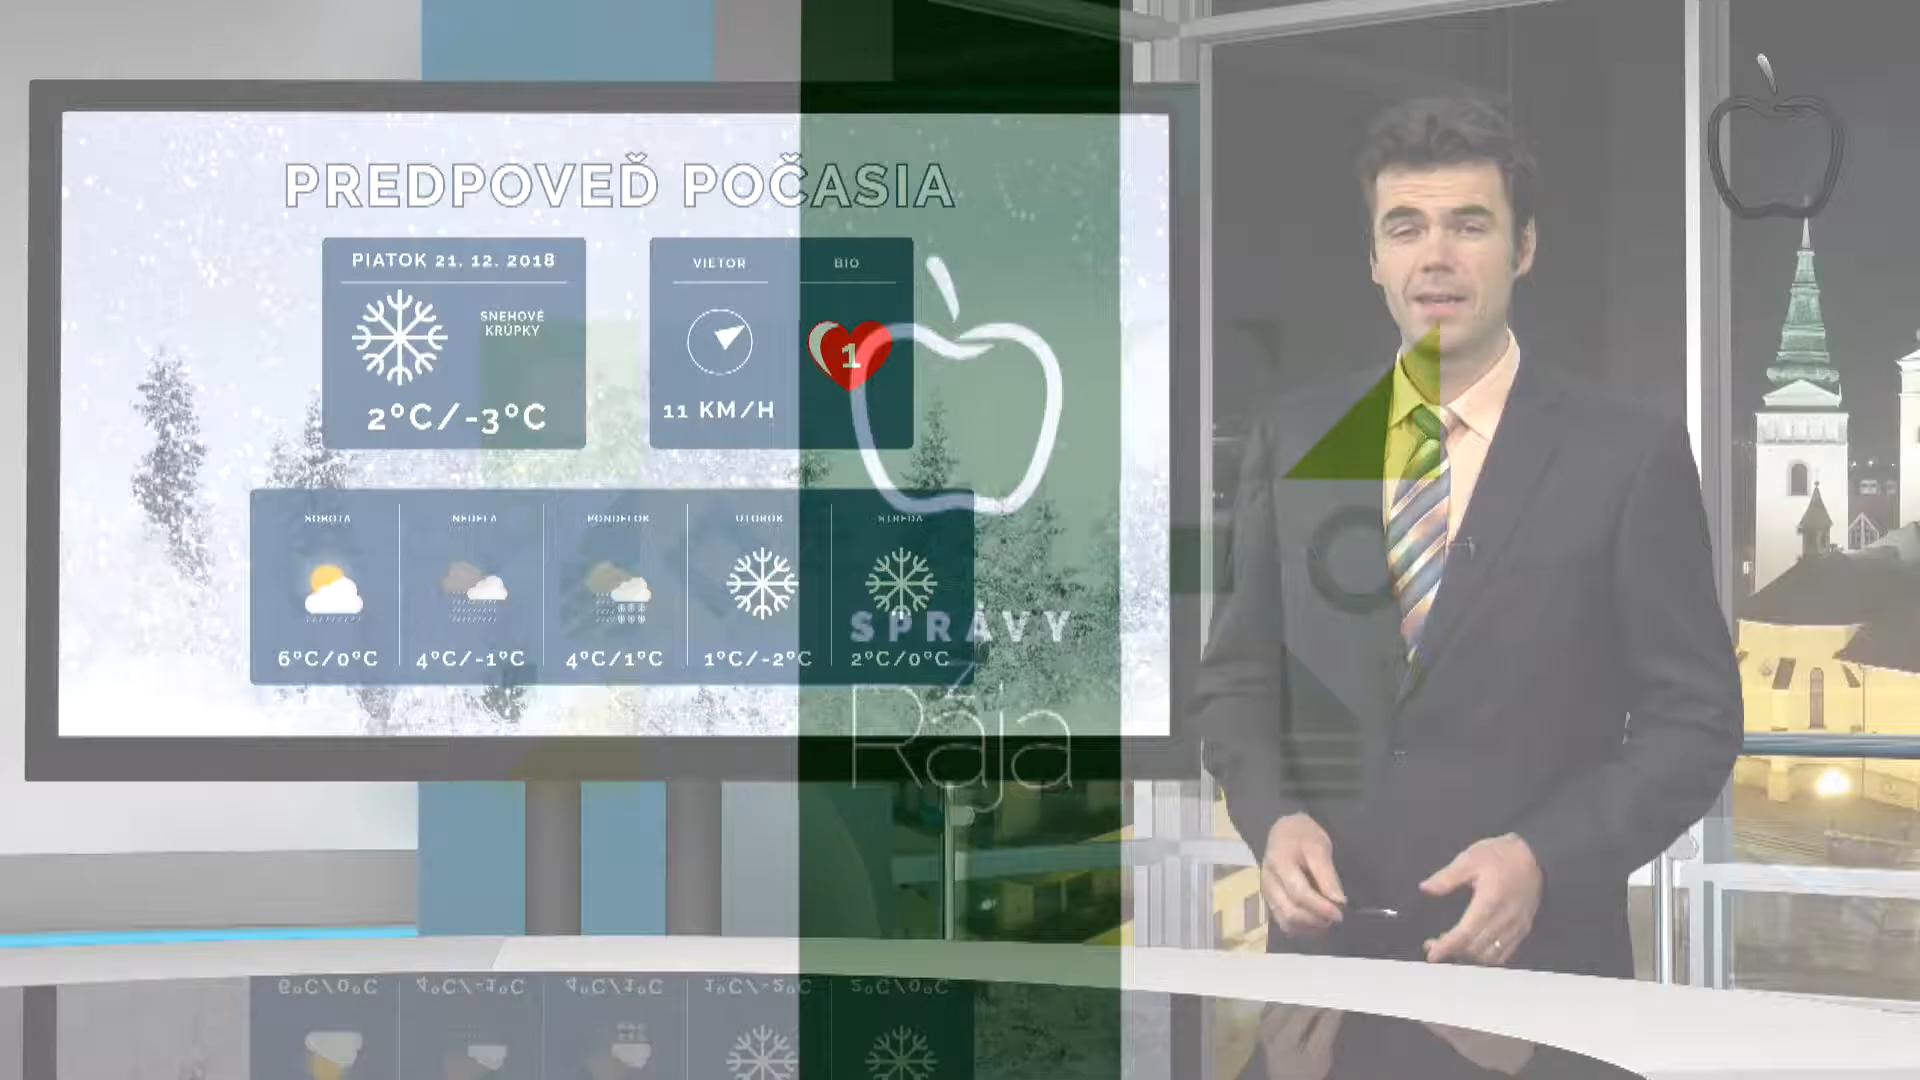 PREDPOVEĎ POČASIA
PIATOK 21. 12. 2018
SNEHOVÉ
KRÚPKY
2°C/-3°C
VIETOR
11 KM/H
BIO
1
SOBOTA
NEDEĽA
PONDELOK
UTOROK
STREDA
6°C/0°C
4°C/-1°C
4°C/1°C
1°C/-2°C
2°C/0°C
SPRÁVY
Rája